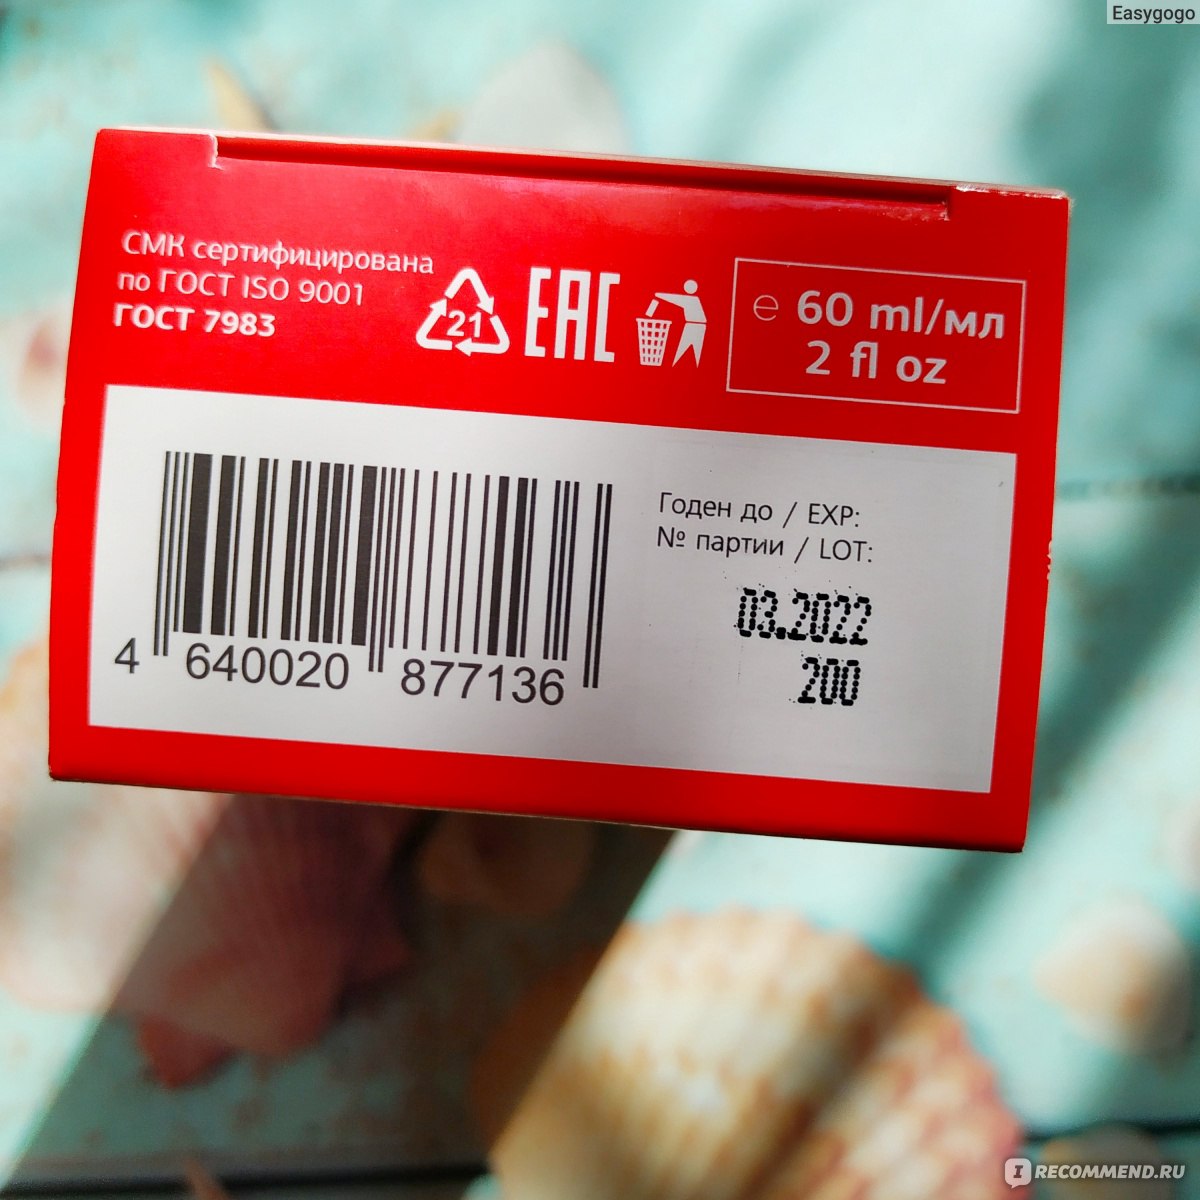 Easygogo
СМК сертифицирована
по ГОСТ ISO 9001
ГОСТ 7983
21
EAC
e 60 ml/мл
2 fl oz
4 640020 877136
Годен до / EXP:
№ партии / LOT:
03.2022
200
IRECOMMEND.RU